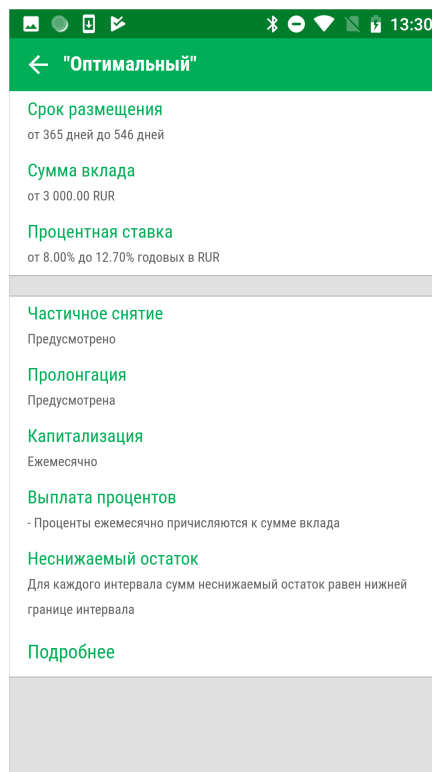 13:30
"Оптимальный"
Срок размещения
от 365 дней до 546 дней
Сумма вклада
от 3 000.00 RUR
Процентная ставка
от 8.00% до 12.70% годовых в RUR
Частичное снятие
Предусмотрено
Пролонгация
Предусмотрена
Капитализация
Ежемесячно
Выплата процентов
- Проценты ежемесячно причисляются к сумме вклада
Неснижаемый остаток
Для каждого интервала сумм неснижаемый остаток равен нижней
границе интервала
Подробнее